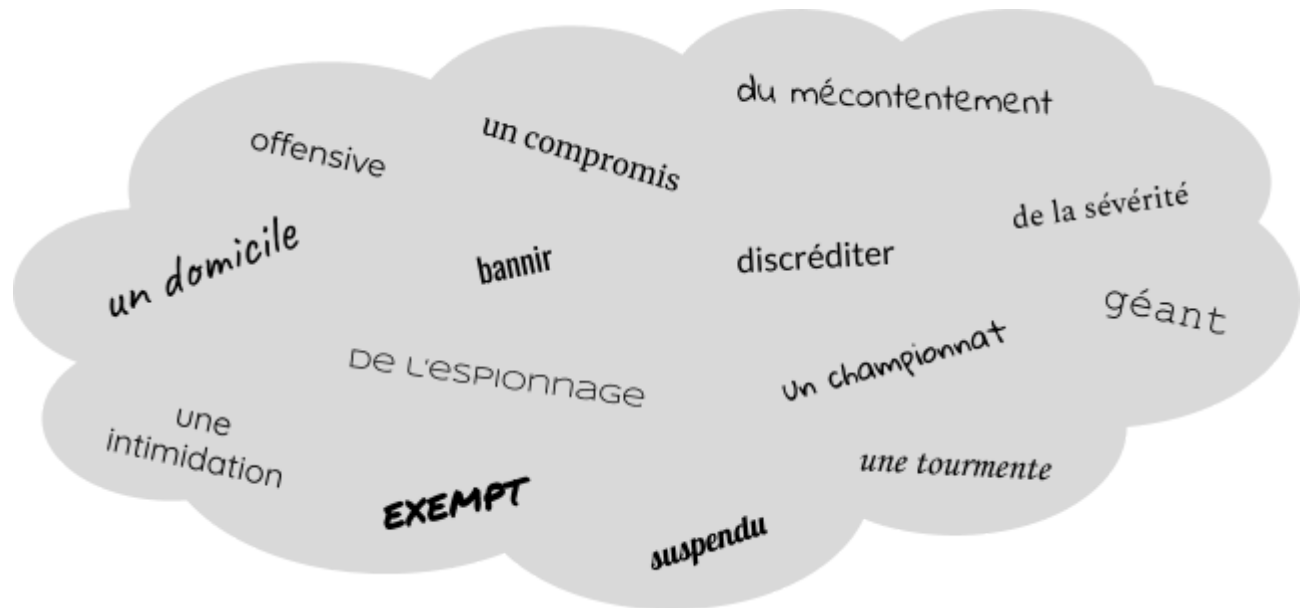 du mécontentement
offensive
un compromis
de la sévérité
un domicile
bannir
discréditer
géant
De L'espionnage
un championnat
une
intimidation
une tourmente
EXEMPT
suspendu